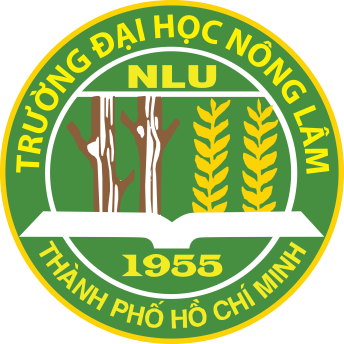 TRƯỜNG ĐẠI HỌC NÔNG LÂM
NLU
1955
THÀNH PHỐ HỒ CHÍ MINH